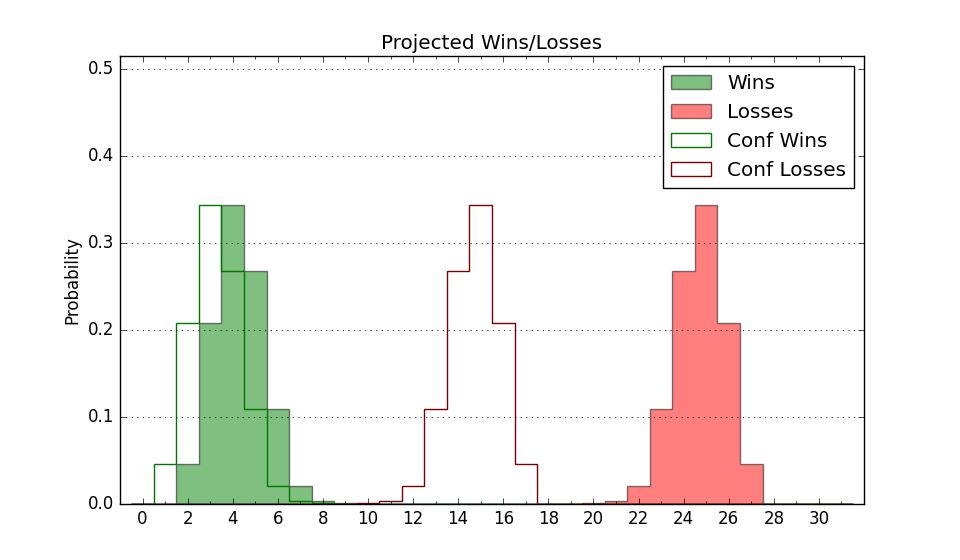 Projected Wins/Losses
0.5
0.4
0.3
0.2
0.1
0.0
Probability
Wins
Losses
Conf Wins
Conf Losses
0 2 4 6 8 10 12 14 16 18 20 22 24 26 28 30